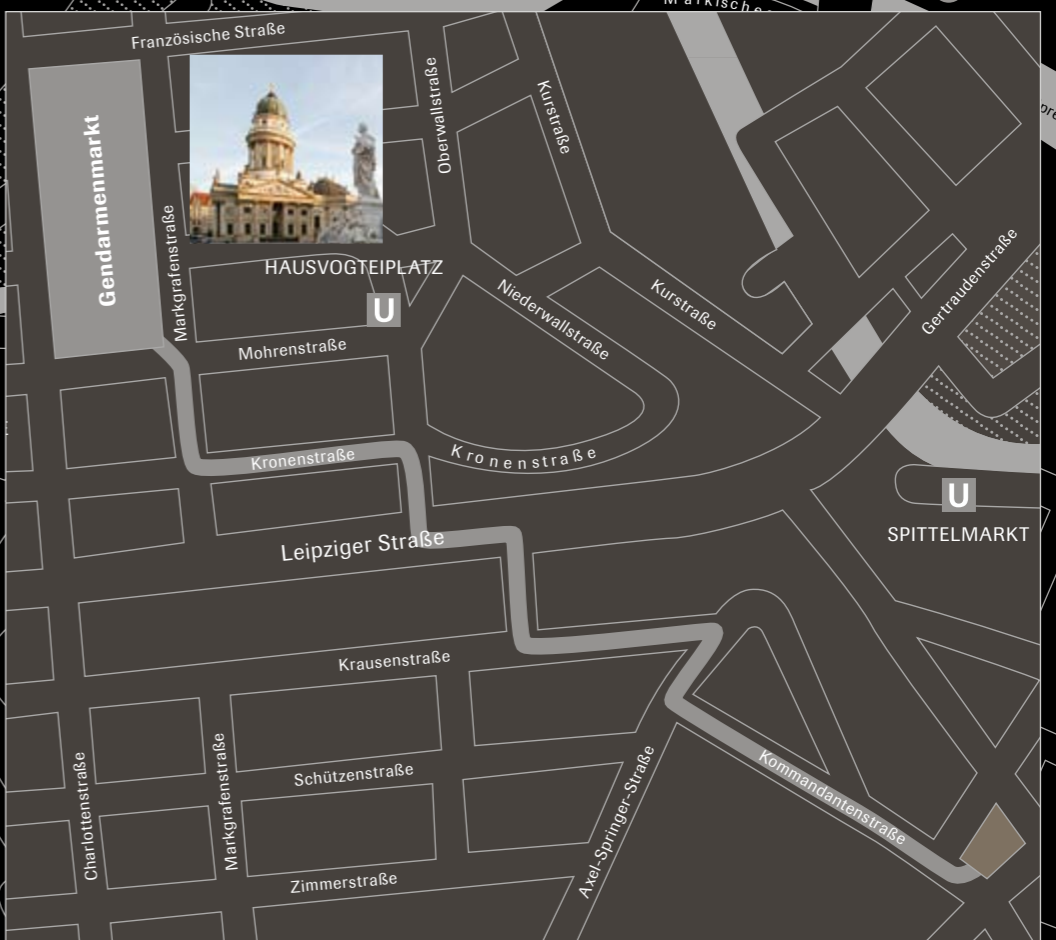 Märkisches
Französische Straße
Gendarmenmarkt
Markgrafenstraße
Oberwallstraße
Kurstraße
HAUSVOGTEIPLATZ
U
Niederwallstraße
Kurstraße
Gertraudenstraße
Mohrenstraße
Kronenstraße
Kronenstraße
U
SPITTELMARKT
Leipziger Straße
Krausenstraße
Charlottenstraße
Markgrafenstraße
Schützenstraße
Axel-Springer-Straße
Kommandantenstraße
Zimmerstraße